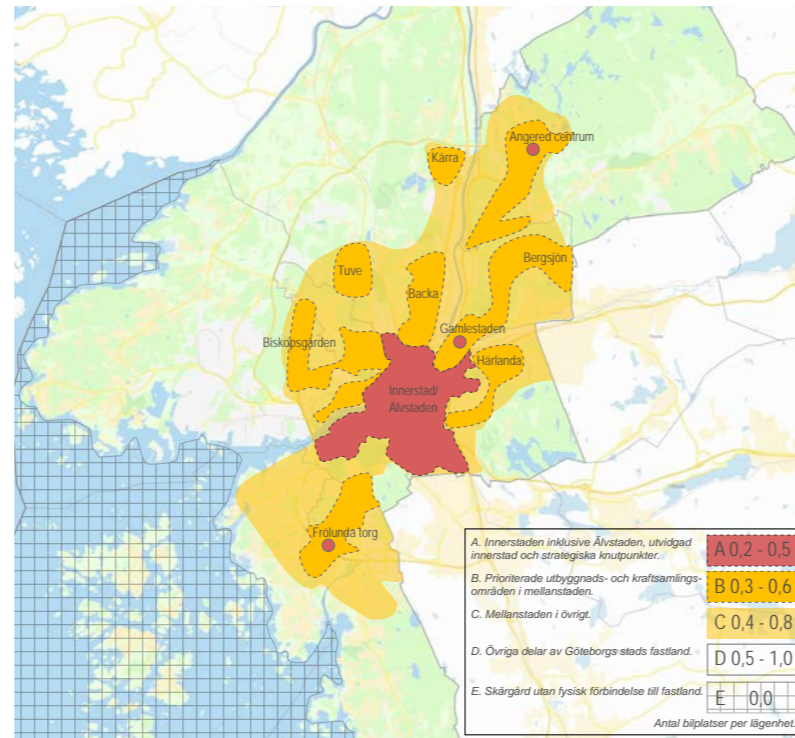 Angered centrum
Kärra
Bergsjön
Tuve
Backa
Gamlestaden
Biskopsgården
Härlanda
Innerstad/
Älvstaden
Frölunda torg
A. Innerstaden inklusive Älvstaden, utvidgad
innerstad och strategiska knutpunkter.
A 0,2 - 0,5
B. Prioriterade utbyggnads- och kraftsamlings-
områden i mellanstaden.
B 0,3 - 0,6
C. Mellanstaden i övrigt.
C 0,4 - 0,8
D. Övriga delar av Göteborgs stads fastland.
D 0,5 - 1,0
E. Skärgård utan fysisk förbindelse till fastland.
E 0,0
Antal bilplatser per lägenhet.